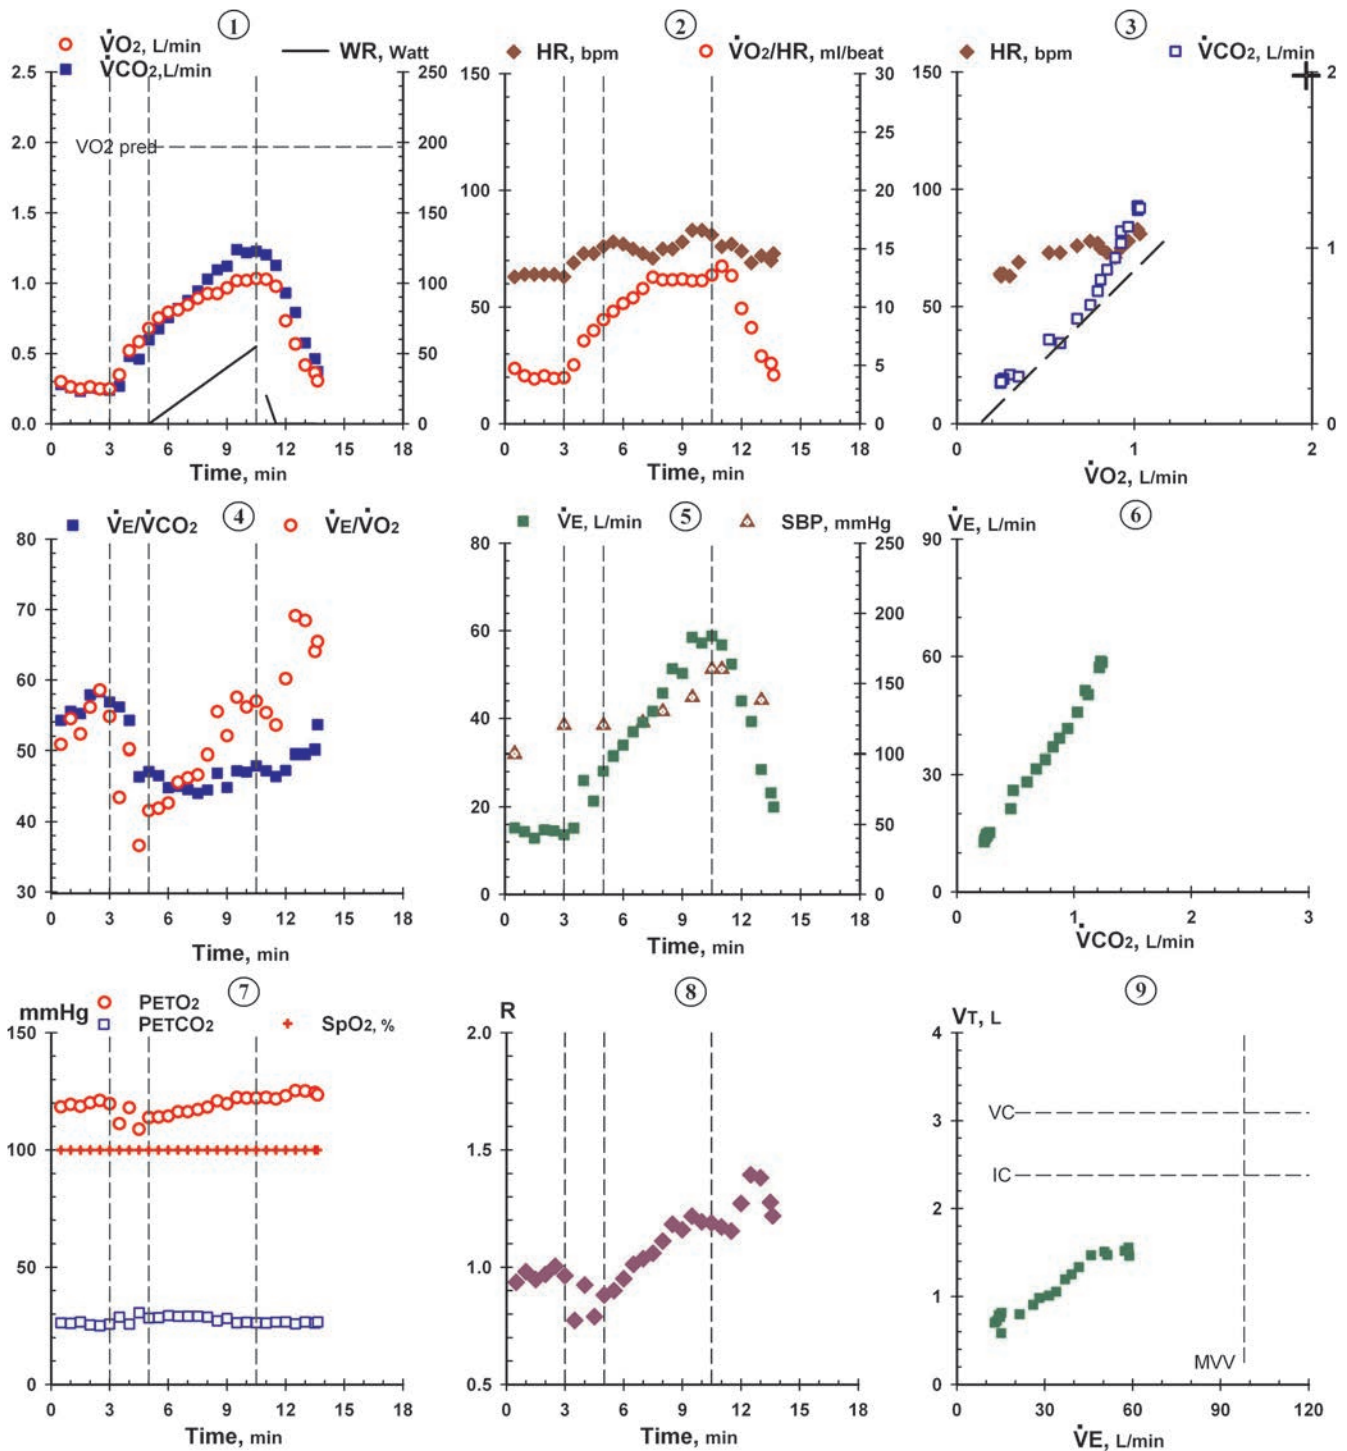 1
V̇O2, L/min
V̇CO2, L/min
WR, Watt
2.5
2.0
1.5
1.0
0.5
0.0
250
200
150
100
50
0
VO2 pred
0 3 6 9 12 15 18
Time, min
2
HR, bpm
V̇O2/HR, ml/beat
150
100
50
0
30
25
20
15
10
5
0
0 3 6 9 12 15 18
Time, min
3
HR, bpm
V̇CO2, L/min
150
100
50
0
2
1
0
0 1 2
V̇O2, L/min
4
V̇E/V̇CO2
V̇E/V̇O2
80
70
60
50
40
30
0 3 6 9 12 15 18
Time, min
5
V̇E, L/min
SBP, mmHg
80
60
40
20
0
250
200
150
100
50
0
0 3 6 9 12 15 18
Time, min
6
V̇E, L/min
90
60
30
0
0 1 2 3
V̇CO2, L/min
7
mmHg
PETO2
PETCO2
SpO2, %
150
100
50
0
0 3 6 9 12 15 18
Time, min
8
R
2.0
1.5
1.0
0.5
0 3 6 9 12 15 18
Time, min
9
VT, L
4
3
2
1
0
VC
IC
MVV
0 30 60 90 120
V̇E, L/min